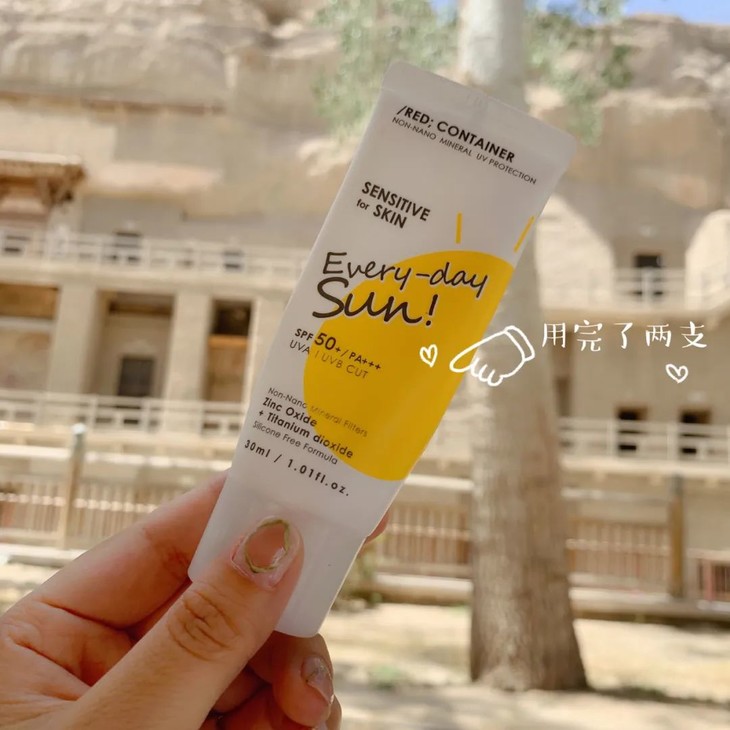 /RED; CONTAINER
NON-NANO MINERAL UV PROTECTION
SENSITIVE
for SKIN
Every-day
Sun!
SPF 50+ / PA+++
UVA I UVB CUT
Non-Nano Mineral Filters
Zinc Oxide
+ Titanium dioxide
Silicone Free Formula
30ml / 1.01fl.oz.
用完了两支